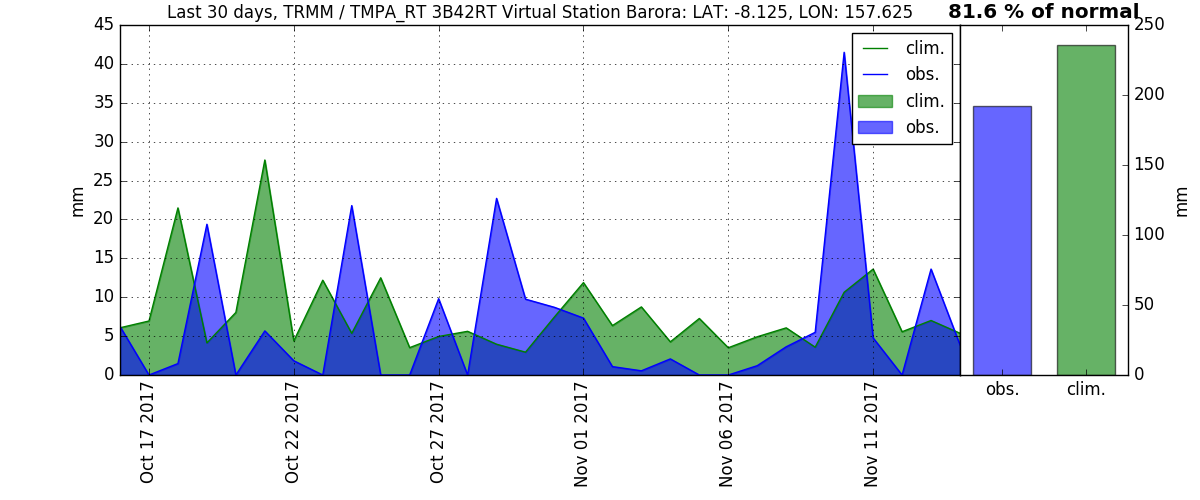 Last 30 days, TRMM / TMPA_RT 3B42RT Virtual Station Barora: LAT: -8.125, LON: 157.625
81.6 % of normal
45
40
35
30
25
20
15
10
5
0
mm
clim.
obs.
clim.
obs.
Oct 17 2017
Oct 22 2017
Oct 27 2017
Nov 01 2017
Nov 06 2017
Nov 11 2017
250
200
150
100
50
0
mm
obs.
clim.